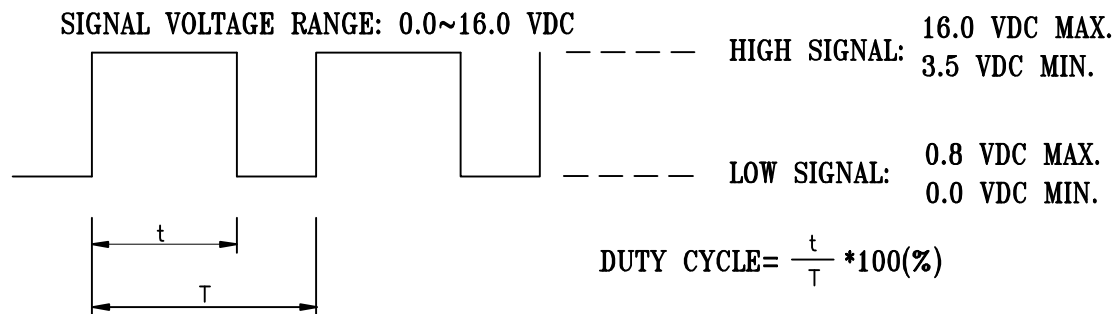 SIGNAL VOLTAGE RANGE: 0.0~16.0 VDC
HIGH SIGNAL:
16.0 VDC MAX.
3.5 VDC MIN.
LOW SIGNAL:
0.8 VDC MAX.
0.0 VDC MIN.
t
T
DUTY CYCLE= t/T *100(%)